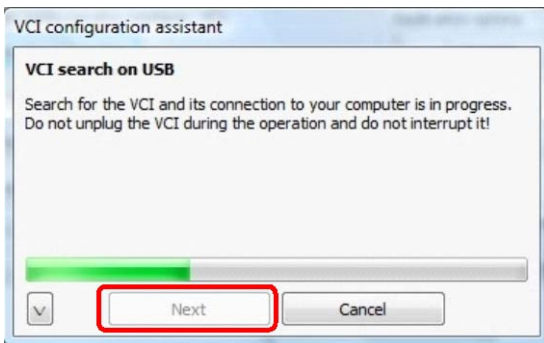 VCI configuration assistant
VCI search on USB
Search for the VCI and its connection to your computer is in progress.
Do not unplug the VCI during the operation and do not interrupt it!
Next
Cancel